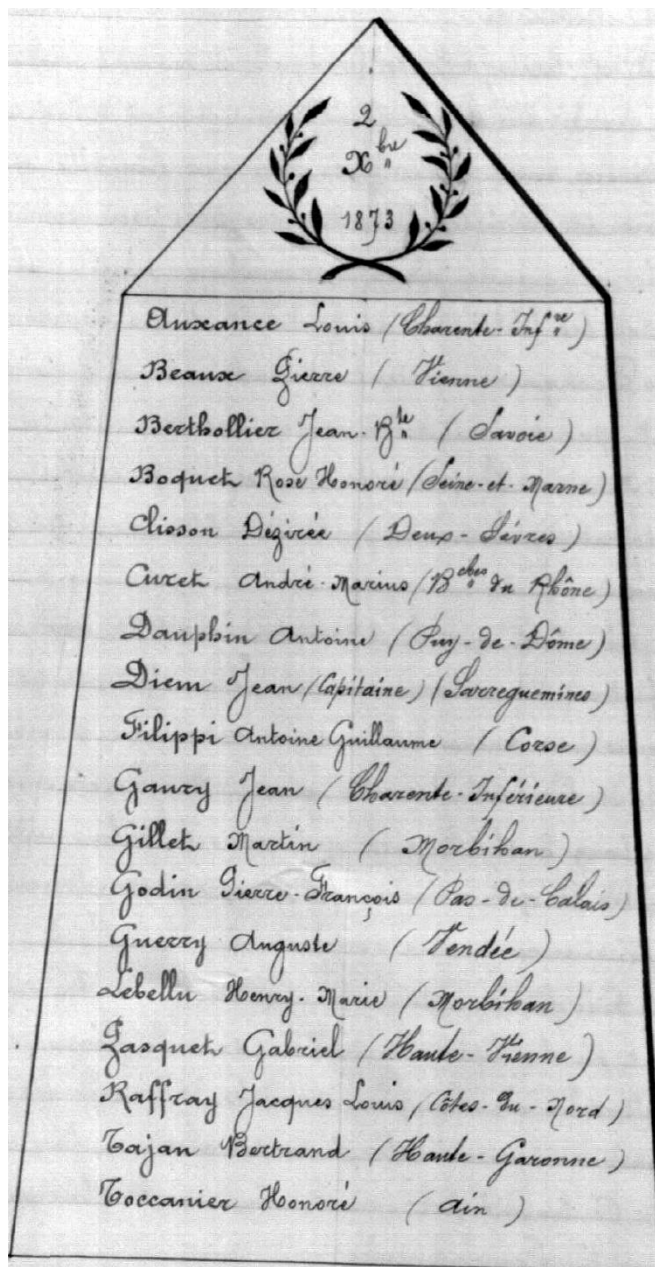 2
Xbre
1873
Auxance Louis (Charente-Infre)
Beaux Pierre (Vienne)
Berthollier Jean-Bte (Savoie)
Boquet Rose Honoré (Seine-et-Marne)
Clisson Dézirée (Deux-Sèvres)
Curet André-Marius (Bches du Rhône)
Dauphin Antoine (Puy-de-Dôme)
Diem Jean (Capitaine) (Sarreguemines)
Filippi Antoine Guillaume (Corse)
Gaury Jean (Charente-Inférieure)
Gillet Martin (Morbihan)
Godin Pierre-François (Pas-de-Calais)
Guerry Auguste (Vendée)
Lebellu Henry-Marie (Morbihan)
Pasquet Gabriel (Haute-Vienne)
Raffray Jacques Louis (Côtes-du-Nord)
Tajan Bertrand (Haute-Garonne)
Toccanier Honoré (Ain)